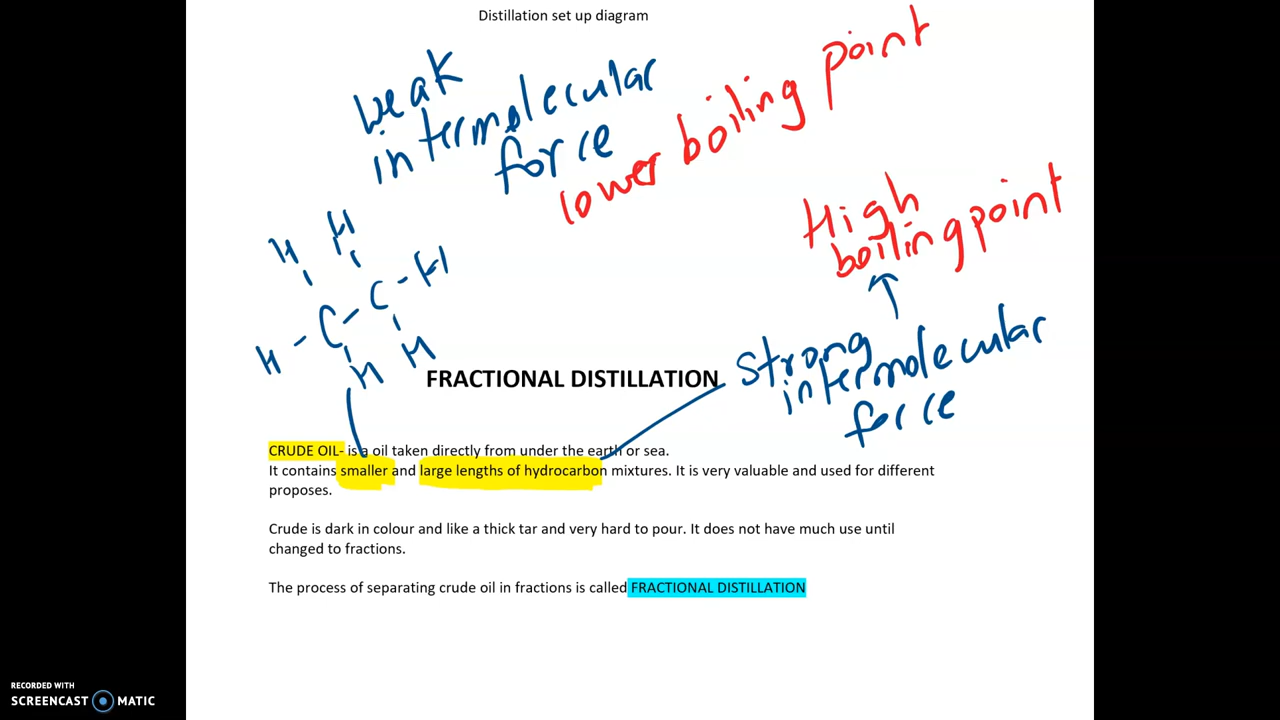 Distillation set up diagram
weak
intermolecular
force
lower boiling point
High
boiling point
H H
C - H
H - C
H H
strong
intermolecular
force
FRACTIONAL DISTILLATION
CRUDE OIL- is a oil taken directly from under the earth or sea.
It contains smaller and large lengths of hydrocarbon mixtures. It is very valuable and used for different
proposes.
Crude is dark in colour and like a thick tar and very hard to pour. It does not have much use until
changed to fractions.
The process of separating crude oil in fractions is called FRACTIONAL DISTILLATION
RECORDED WITH
SCREENCAST MATIC